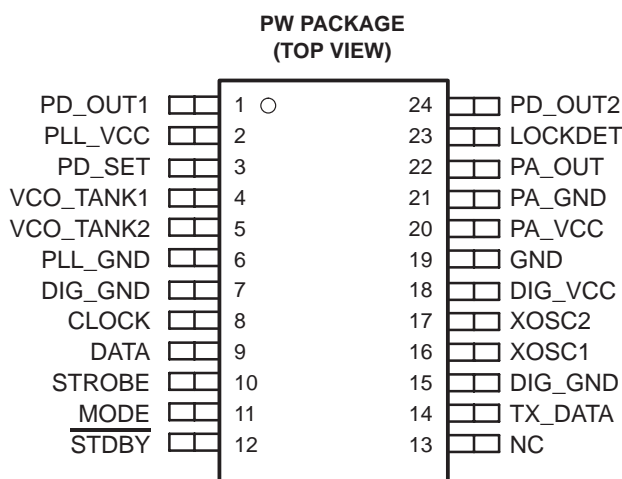 PW PACKAGE
(TOP VIEW)
PD_OUT1 1 24 PD_OUT2
PLL_VCC 2 23 LOCKDET
PD_SET 3 22 PA_OUT
VCO_TANK1 4 21 PA_GND
VCO_TANK2 5 20 PA_VCC
PLL_GND 6 19 GND
DIG_GND 7 18 DIG_VCC
CLOCK 8 17 XOSC2
DATA 9 16 XOSC1
STROBE 10 15 DIG_GND
MODE 11 14 TX_DATA
STDBY 12 13 NC